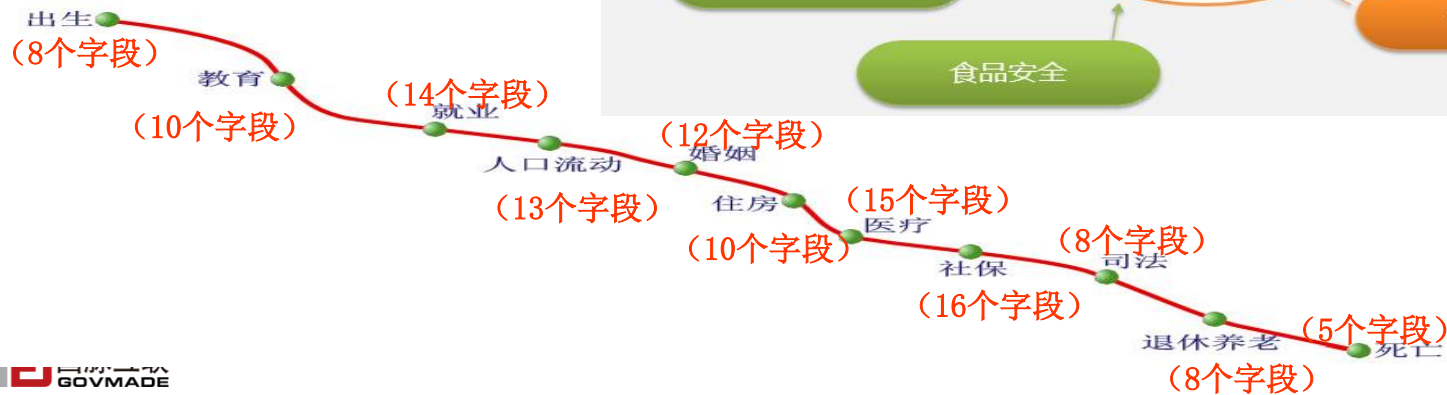 出生
（8个字段）
食品安全
教育
（10个字段）
（14个字段）
就业
人口流动
（13个字段）
（12个字段）
婚姻
住房
（10个字段）
（15个字段）
医疗
社保
（16个字段）
（8个字段）
司法
退休养老
（8个字段）
（5个字段）
死亡
GOVMADE